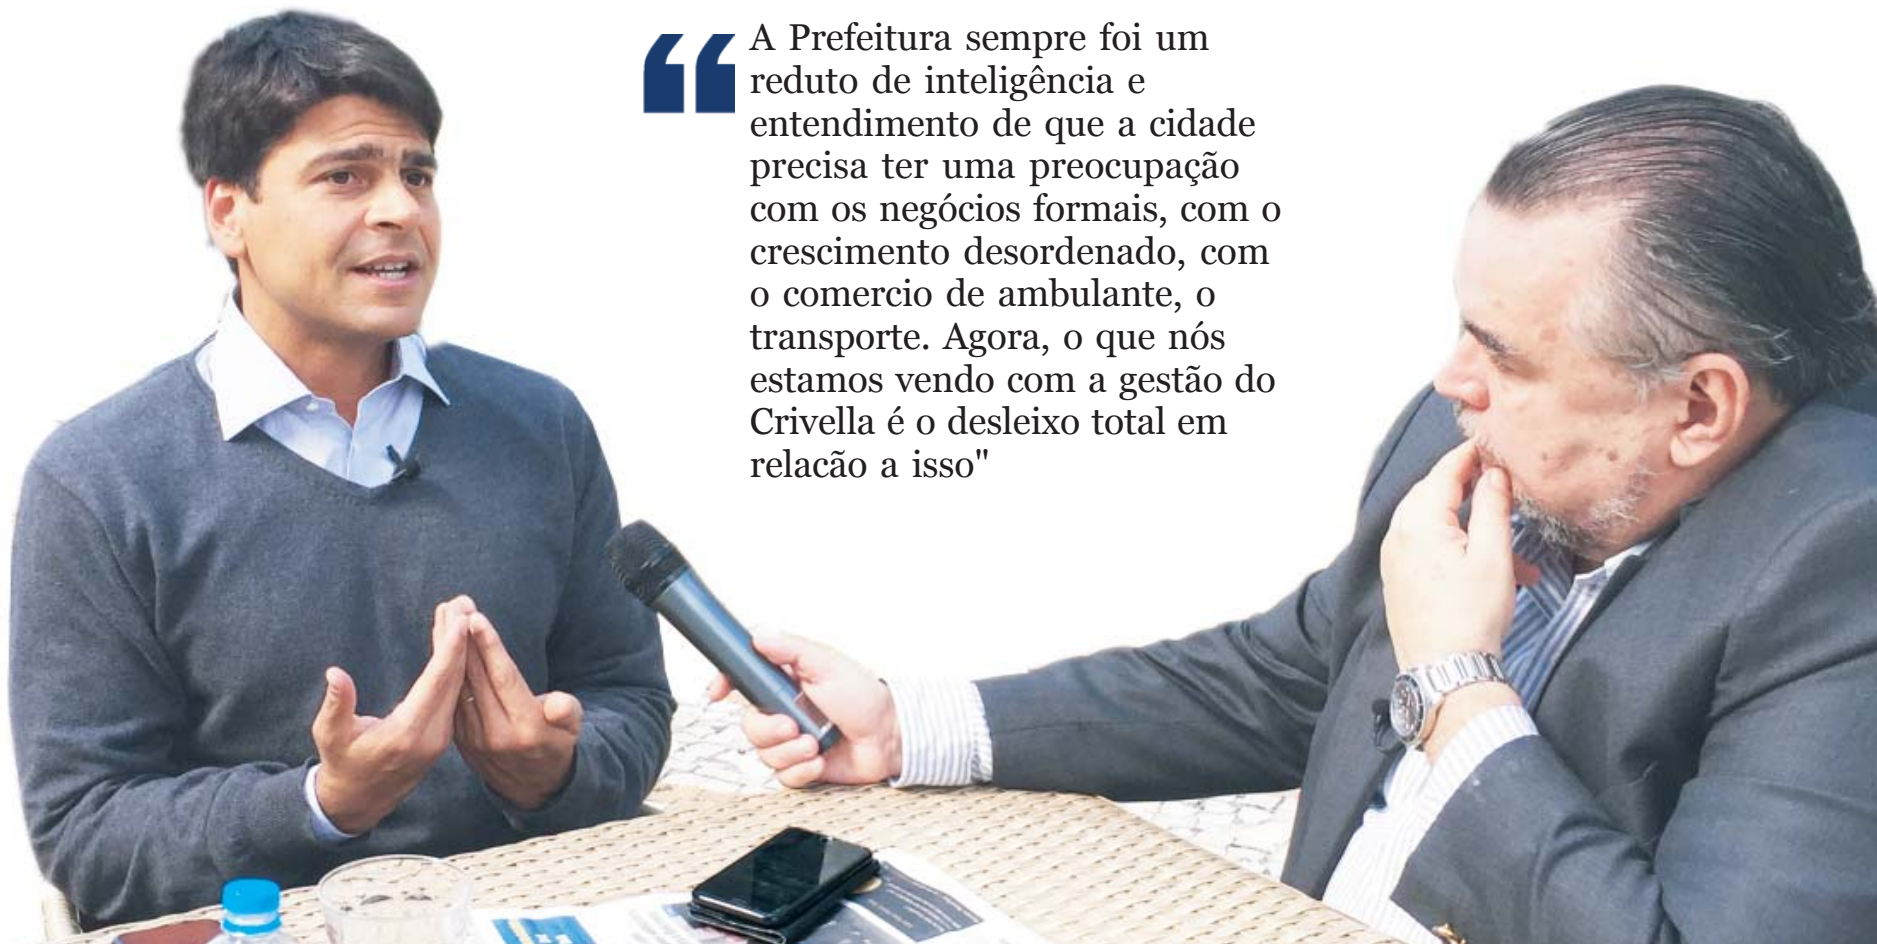 “A Prefeitura sempre foi um
reduto de inteligência e
entendimento de que a cidade
precisa ter uma preocupação
com os negócios formais, com o
crescimento desordenado, com
o comercio de ambulante, o
transporte. Agora, o que nós
estamos vendo com a gestão do
Crivella é o desleixo total em
relacão a isso"